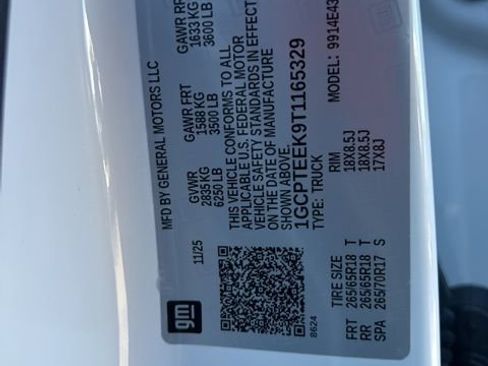 MFD BY GENERAL MOTORS LLC
11/25
GVWR
2835 KG
6250 LB
GAWR FRT
1588 KG
3500 LB
GAWR RR
1633 KG
3600 LB
THIS VEHICLE CONFORMS TO ALL
APPLICABLE U.S. FEDERAL MOTOR
VEHICLE SAFETY STANDARDS IN EFFECT
ON THE DATE OF MANUFACTURE
SHOWN ABOVE.
1GCPTEEK9T1165329
TYPE: TRUCK
MODEL: 9914E43
gm
8624
TIRE SIZE RIM
FRT 265/65R18 T 18X8.5J
RR 265/65R18 T 18X8.5J
SPA 265/70R17 S 17X8J